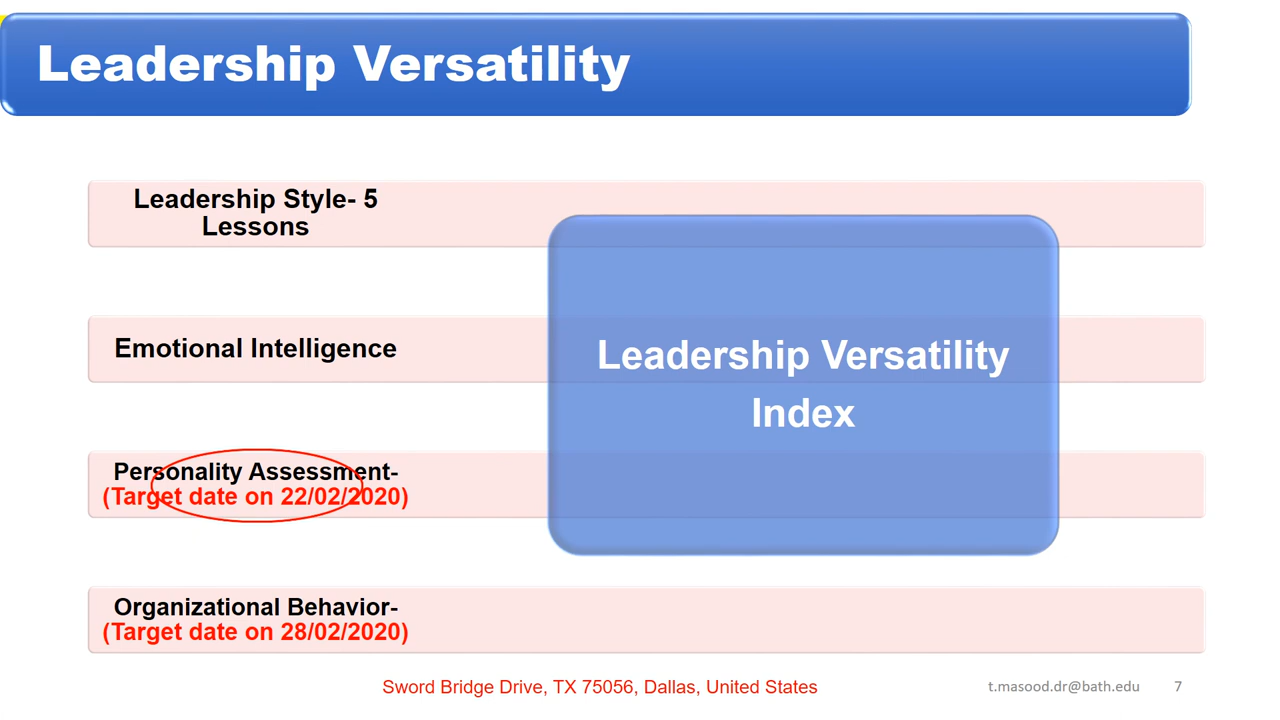 Leadership Versatility
Leadership Style- 5
Lessons
Emotional Intelligence
Personality Assessment-
(Target date on 22/02/2020)
Organizational Behavior-
(Target date on 28/02/2020)
Leadership Versatility
Index
Sword Bridge Drive, TX 75056, Dallas, United States
t.masood.dr@bath.edu
7